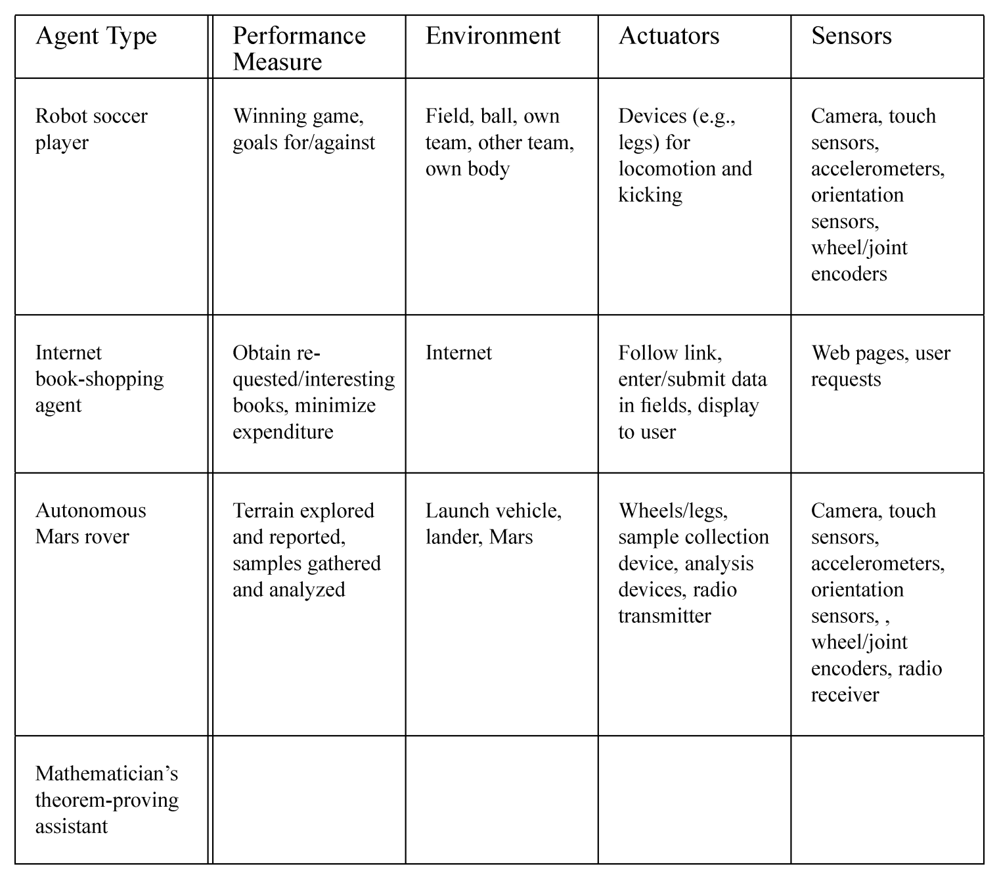 Agent Type
Performance
Measure
Environment
Actuators
Sensors
Robot soccer
player
Winning game,
goals for/against
Field, ball, own
team, other team,
own body
Devices (e.g.,
legs) for
locomotion and
kicking
Camera, touch
sensors,
accelerometers,
orientation
sensors,
wheel/joint
encoders
Internet
book-shopping
agent
Obtain re-
quested/interesting
books, minimize
expenditure
Internet
Follow link,
enter/submit data
in fields, display
to user
Web pages, user
requests
Autonomous
Mars rover
Terrain explored
and reported,
samples gathered
and analyzed
Launch vehicle,
lander, Mars
Wheels/legs,
sample collection
device, analysis
devices, radio
transmitter
Camera, touch
sensors,
accelerometers,
orientation
sensors, ,
wheel/joint
encoders, radio
receiver
Mathematician’s
theorem-proving
assistant